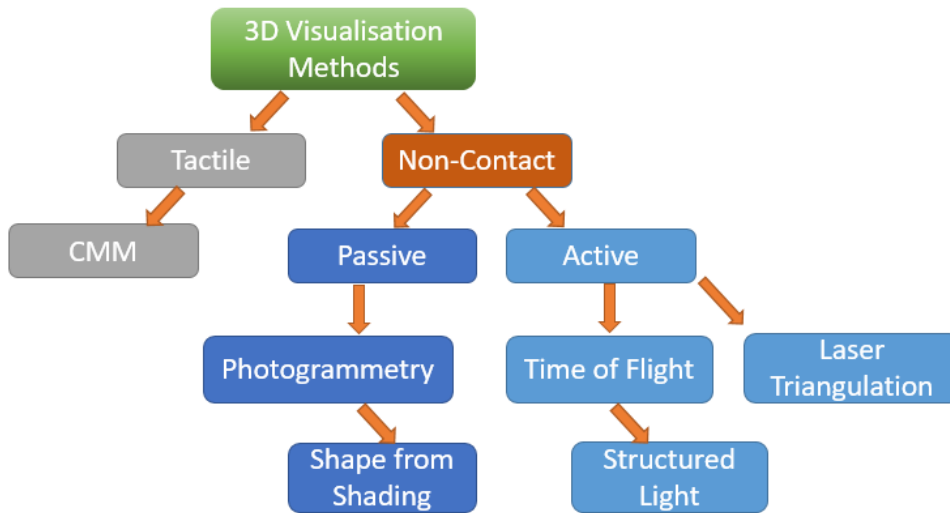 3D Visualisation
Methods
Tactile
Non-Contact
CMM
Passive
Active
Photogrammetry
Time of Flight
Laser
Triangulation
Shape from
Shading
Structured
Light